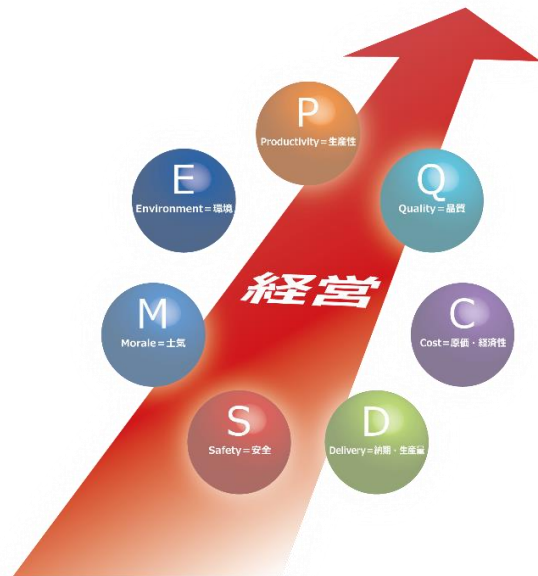 P
Productivity=生産性
E
Environment=環境
Q
Quality=品質
経営
M
Morale=士気
C
Cost=原価・経済性
S
Safety=安全
D
Delivery=納期・生産量